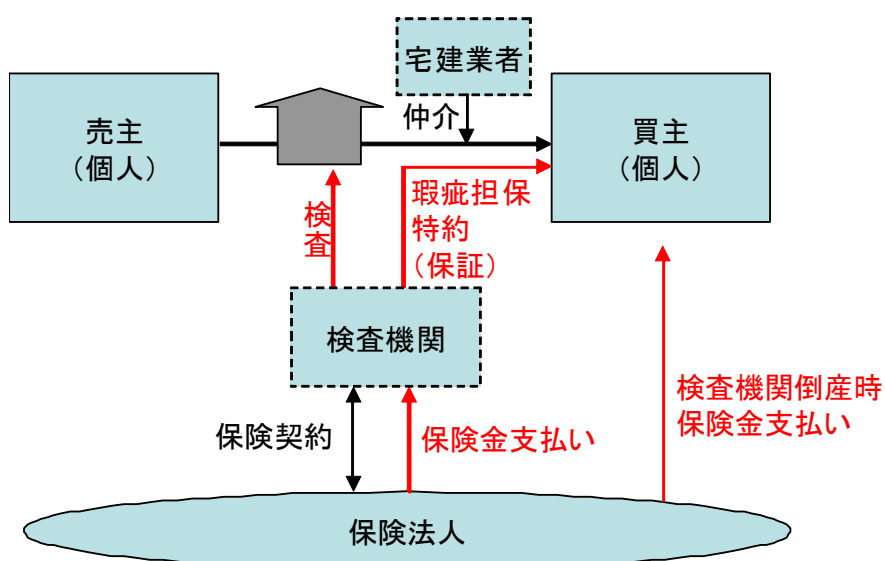 宅建業者
売主
（個人）
仲介
買主
（個人）
検査
瑕疵担保
特約
（保証）
検査機関
検査機関倒産時
保険金支払い
保険契約
保険金支払い
保険法人